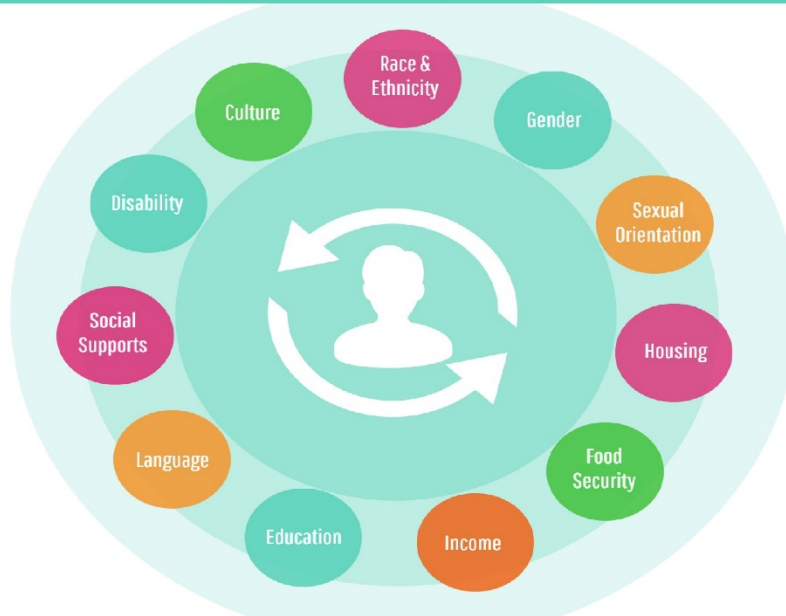 Race &
Ethnicity
Gender
Sexual
Orientation
Housing
Food
Security
Income
Education
Language
Social
Supports
Disability
Culture